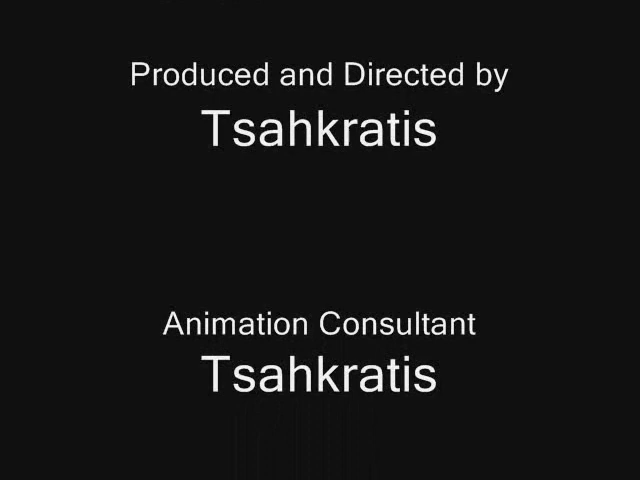 Produced and Directed by
Tsahkratis
Animation Consultant
Tsahkratis